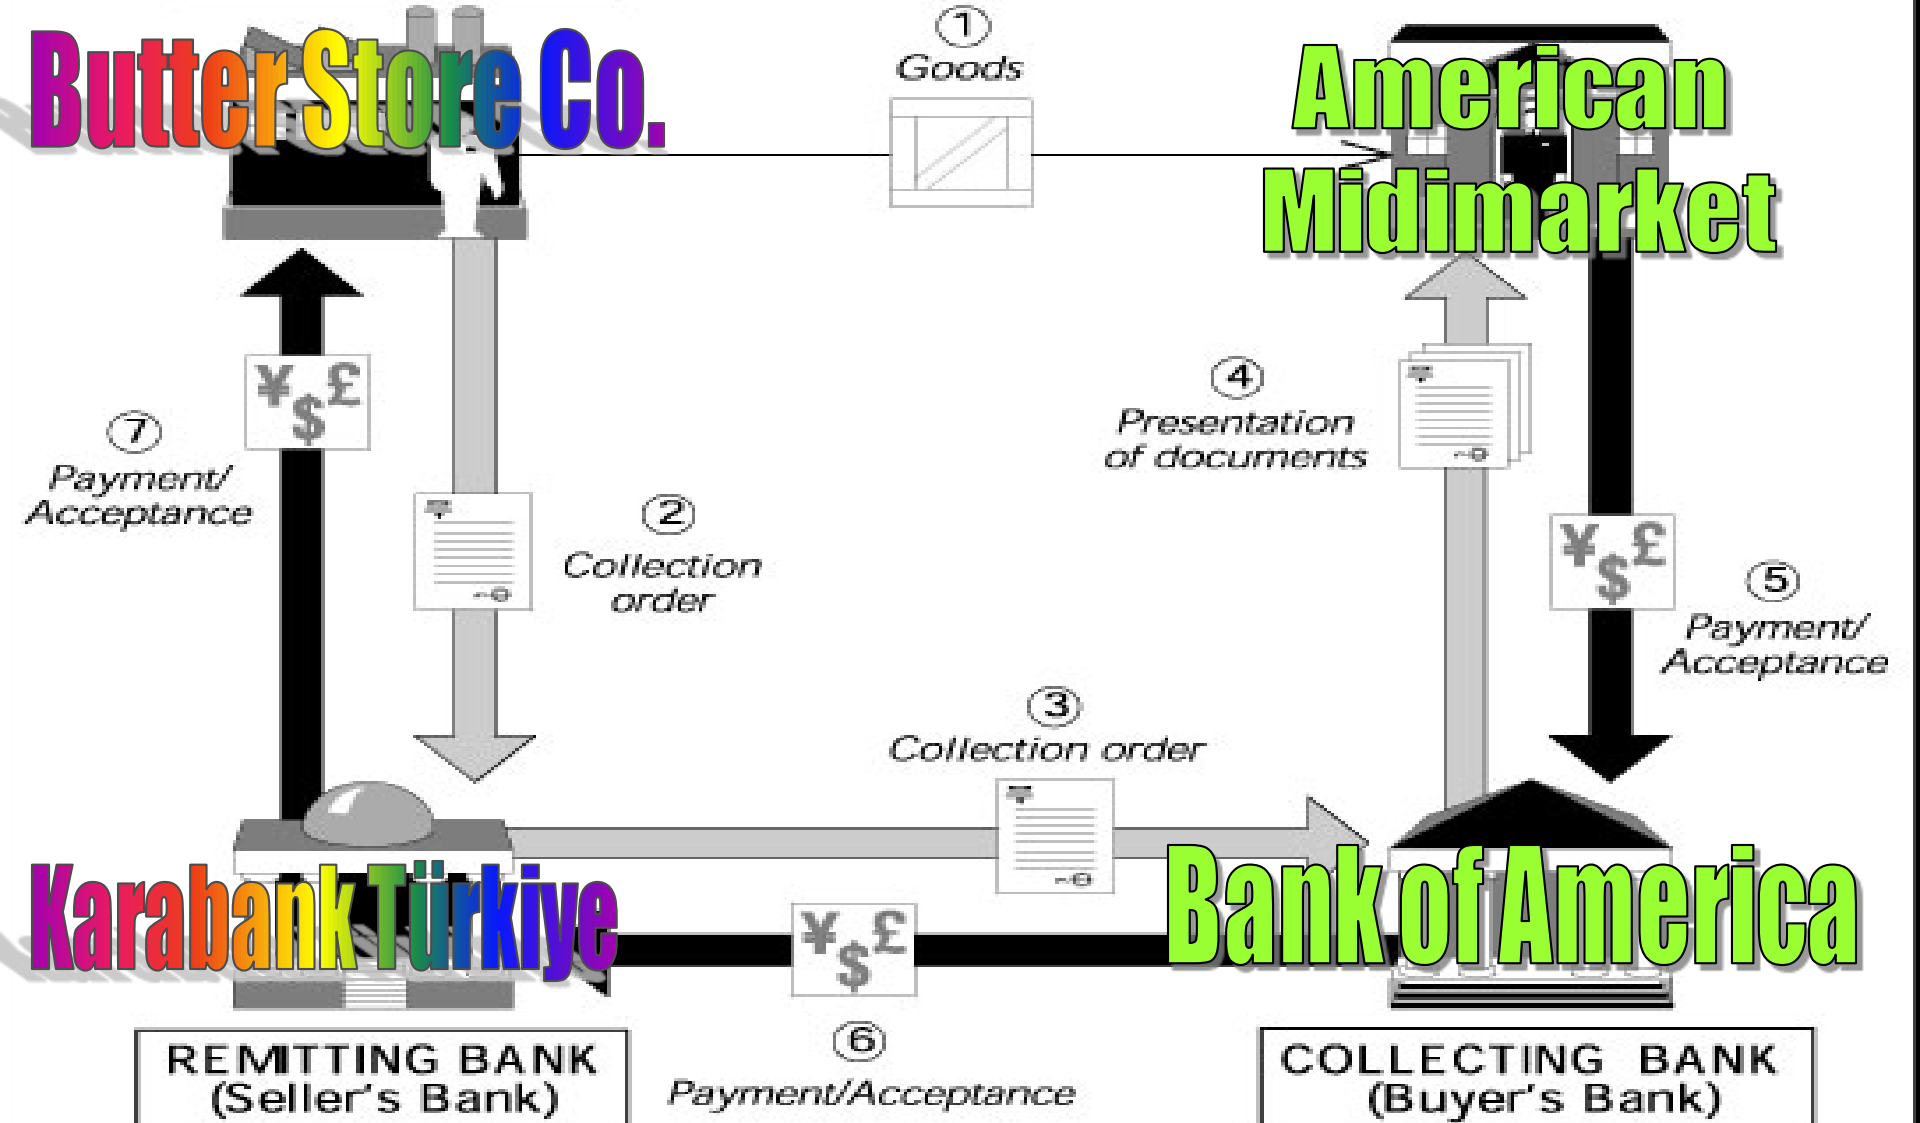 Butter Store Co.
1
Goods
American
Midimarket
¥ $ £
7
Payment/
Acceptance
2
Collection
order
4
Presentation
of documents
¥ $ £
5
Payment/
Acceptance
3
Collection order
Karabank Türkiye
¥ $ £
Bank of America
6
Payment/Acceptance
REMITTING BANK
(Seller's Bank)
COLLECTING BANK
(Buyer's Bank)